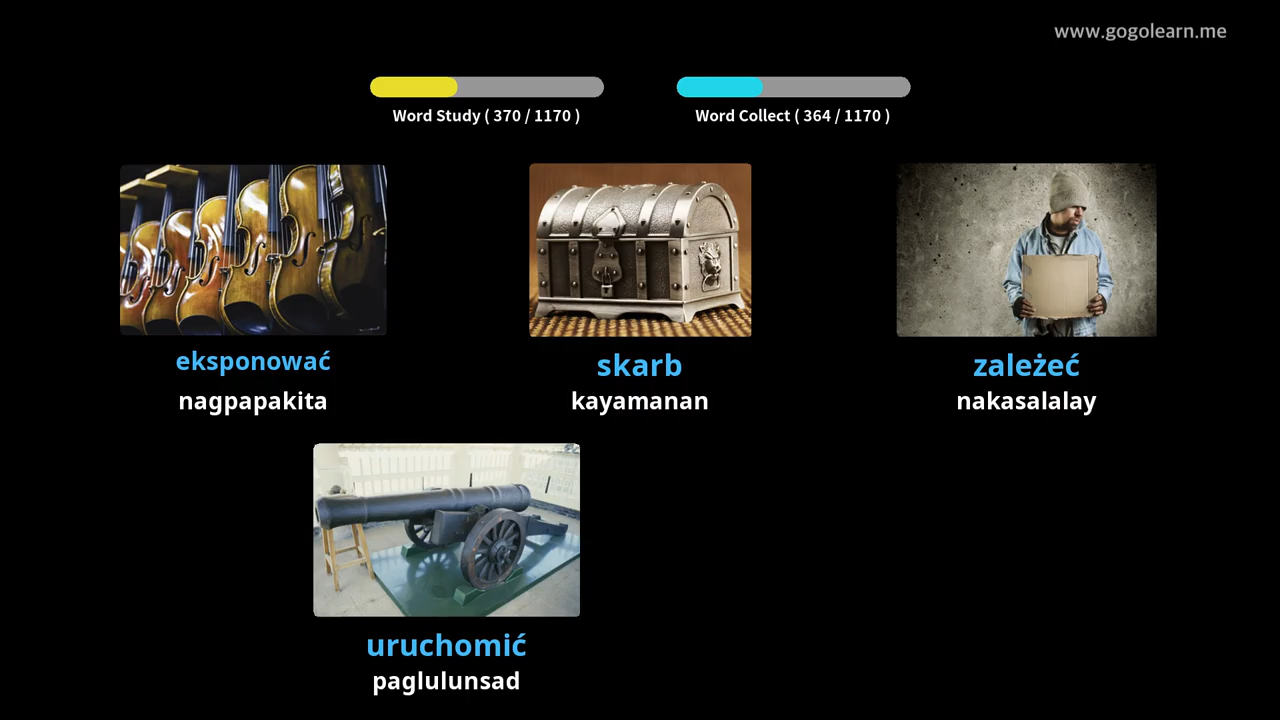 www.gogolearn.me
Word Study ( 370 / 1170 )
Word Collect ( 364 / 1170 )
eksponować
nagpapakita
skarb
kayamanan
zależeć
nakasalalay
uruchomić
paglulunsad